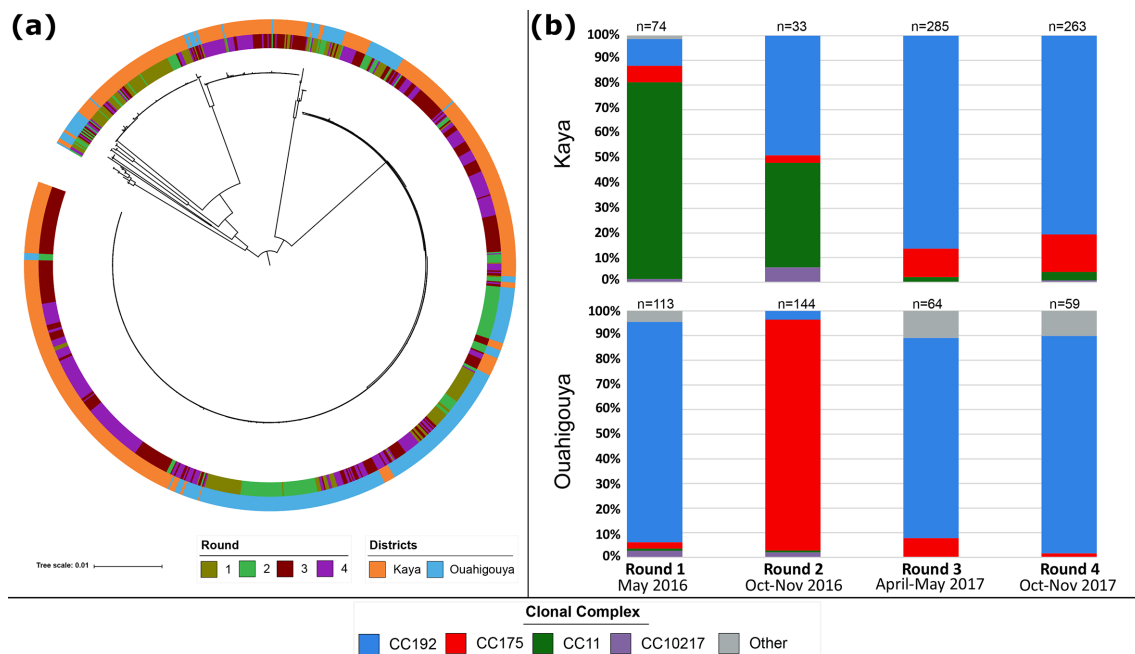 (a)
Tree scale: 0.01
Round
1 2 3 4
Districts
Kaya Ouahigouya
(b)
n=74 n=33 n=285 n=263
100%
90%
80%
70%
60%
50%
40%
30%
20%
10%
0%
Kaya
n=113 n=144 n=64 n=59
100%
90%
80%
70%
60%
50%
40%
30%
20%
10%
0%
Ouahigouya
Round 1 Round 2 Round 3 Round 4
May 2016 Oct-Nov 2016 April-May 2017 Oct-Nov 2017
Clonal Complex
CC192 CC175 CC11 CC10217 Other